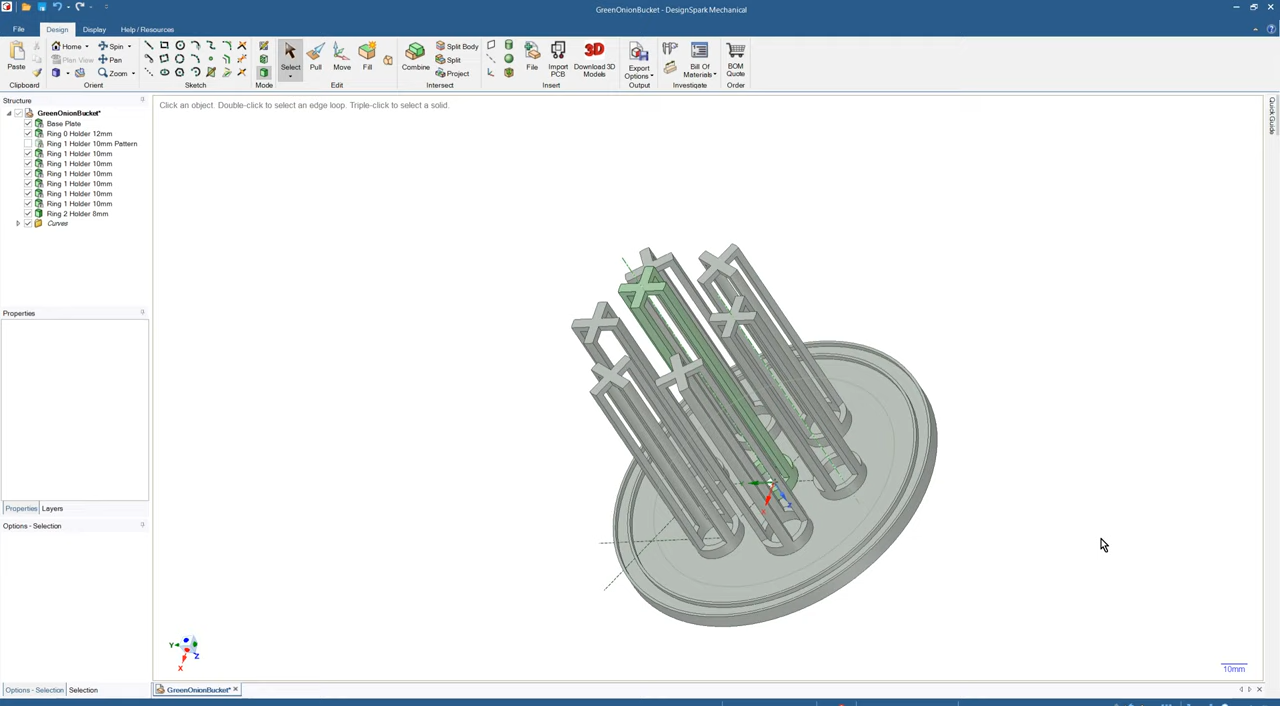 GreenOnionBucket - DesignSpark Mechanical
File Design Display Help / Resources
Home Spin Split Body
Paste Plan View Pan Select Pull Move Fill Combine Split File Import PCB Download 3D Models Export Options Bill Of Materials BOM Quote
Zoom Project
Clipboard Orient Sketch Mode Edit Intersect Insert Output Investigate Order
Structure
Click an object. Double-click to select an edge loop. Triple-click to select a solid.
Quick Guide
GreenOnionBucket*
Base Plate
Ring 0 Holder 12mm
Ring 1 Holder 10mm Pattern
Ring 1 Holder 10mm
Ring 1 Holder 10mm
Ring 1 Holder 10mm
Ring 1 Holder 10mm
Ring 1 Holder 10mm
Ring 1 Holder 10mm
Ring 2 Holder 8mm
Curves
Properties
Properties Layers
Options - Selection
Y
Z
X
10mm
Options - Selection Selection GreenOnionBucket*